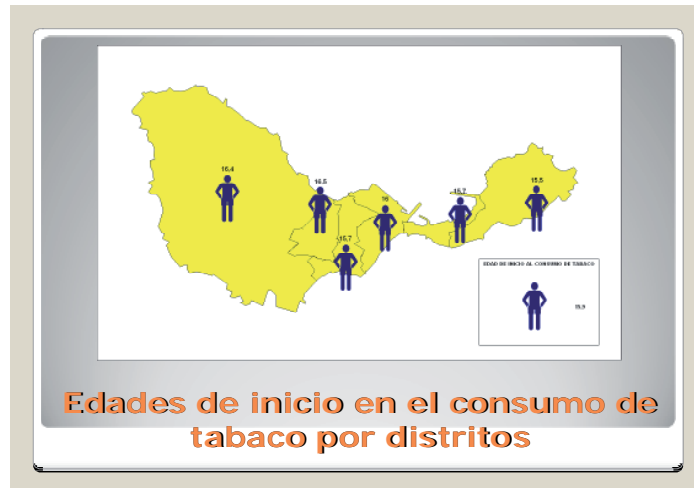 16,4
16,5
16
15,7
15,5
15,7
EDAD DE INICIO AL CONSUMO DE TABACO
15,9
Edades de inicio en el consumo de
tabaco por distritos